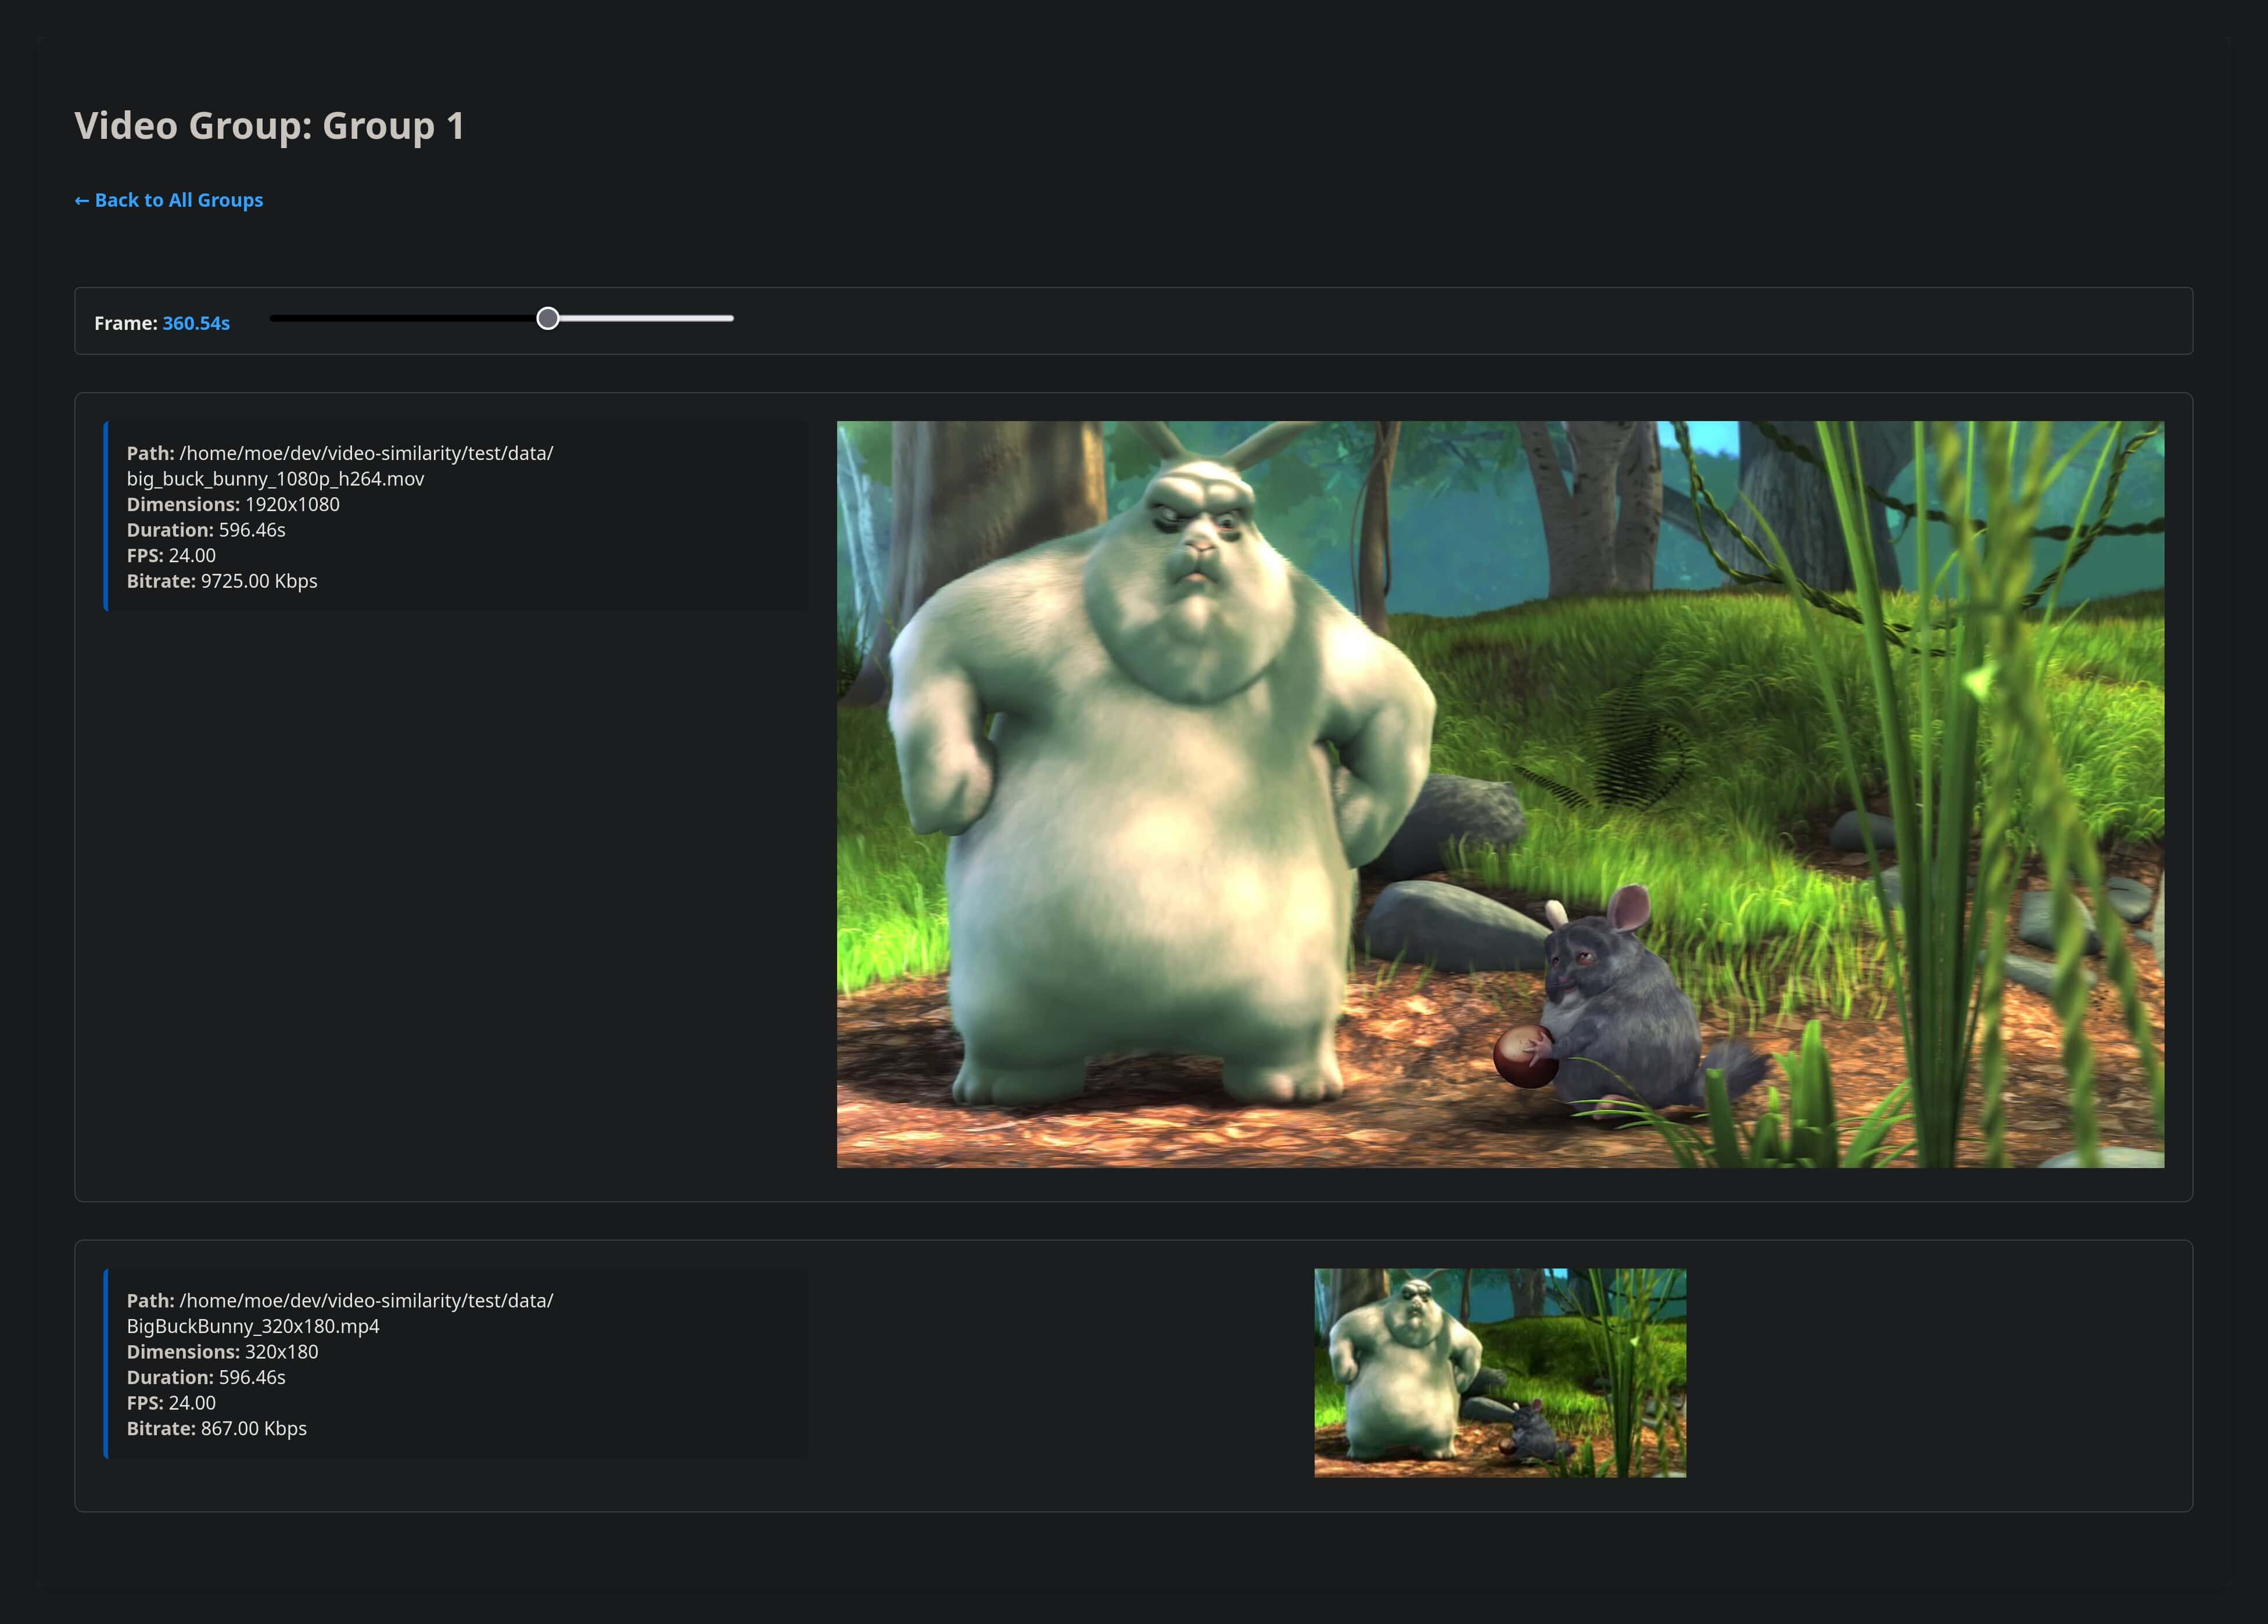 Video Group: Group 1
← Back to All Groups
Frame: 360.54s
Path: /home/moe/dev/video-similarity/test/data/
big_buck_bunny_1080p_h264.mov
Dimensions: 1920x1080
Duration: 596.46s
FPS: 24.00
Bitrate: 9725.00 Kbps
Path: /home/moe/dev/video-similarity/test/data/
BigBuckBunny_320x180.mp4
Dimensions: 320x180
Duration: 596.46s
FPS: 24.00
Bitrate: 867.00 Kbps